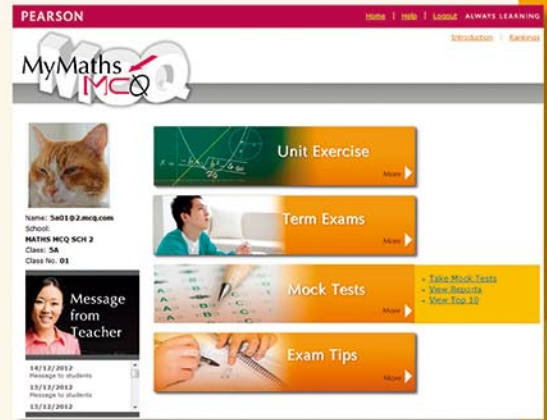 PEARSON
Home | Help | Logout ALWAYS LEARNING
Introduction | Rankings
MCQ
MyMaths
MCQ
Unit Exercise
More
Term Exams
More
Name: 5a01@2.mcq.com
School:
MATHS MCQ SCH 2
Class: 5A
Class No. 01
Mock Tests
More
Take Mock Tests
View Reports
View Top 10
Message
from
Teacher
Exam Tips
More
14/12/2012
Message to students
13/12/2012
Message to students
13/12/2012